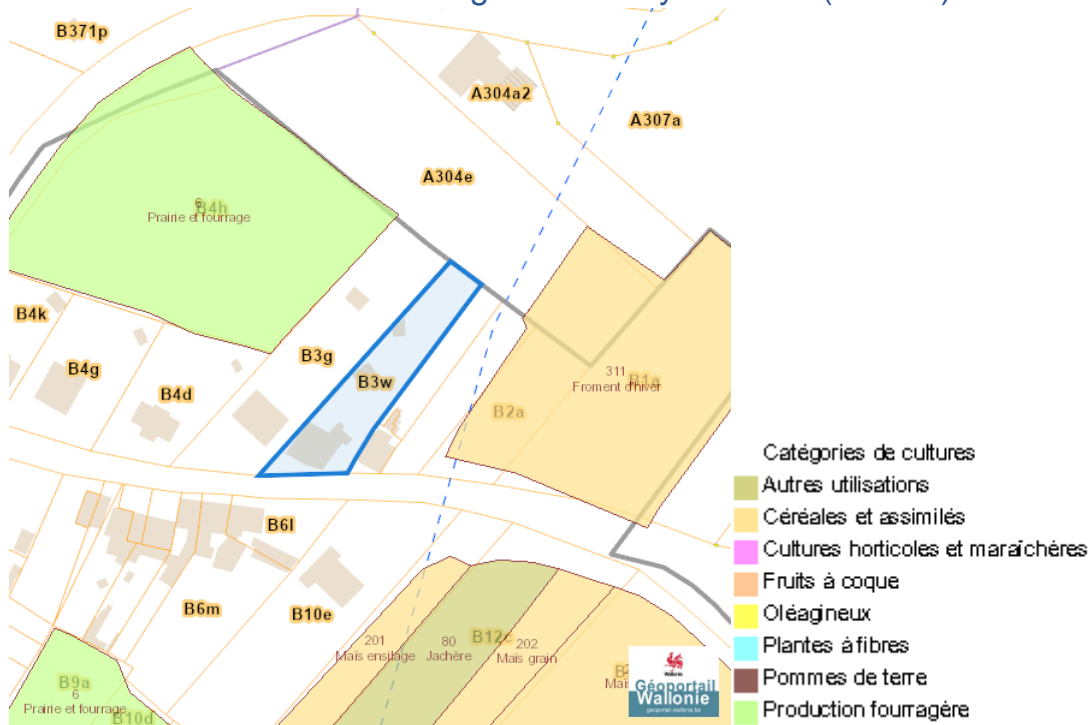 B371p
A304a2
A307a
A304e
6
B4h
Prairie et fourrage
B4k
B3g
B4g
B3w
B4d
311
B1a
Froment d'hiver
B2a
B6l
B6m
B10e
201
Maïs ensilage
80
Jachère
B12c
202
Maïs grain
B9a
6
Prairie et fourrage
B10d
Wallonie
Géoportail
Wallonie
geoportail.wallonie.be
Catégories de cultures
Autres utilisations
Céréales et assimilés
Cultures horticoles et maraîchères
Fruits à coque
Oléagineux
Plantes à fibres
Pommes de terre
Production fourragère